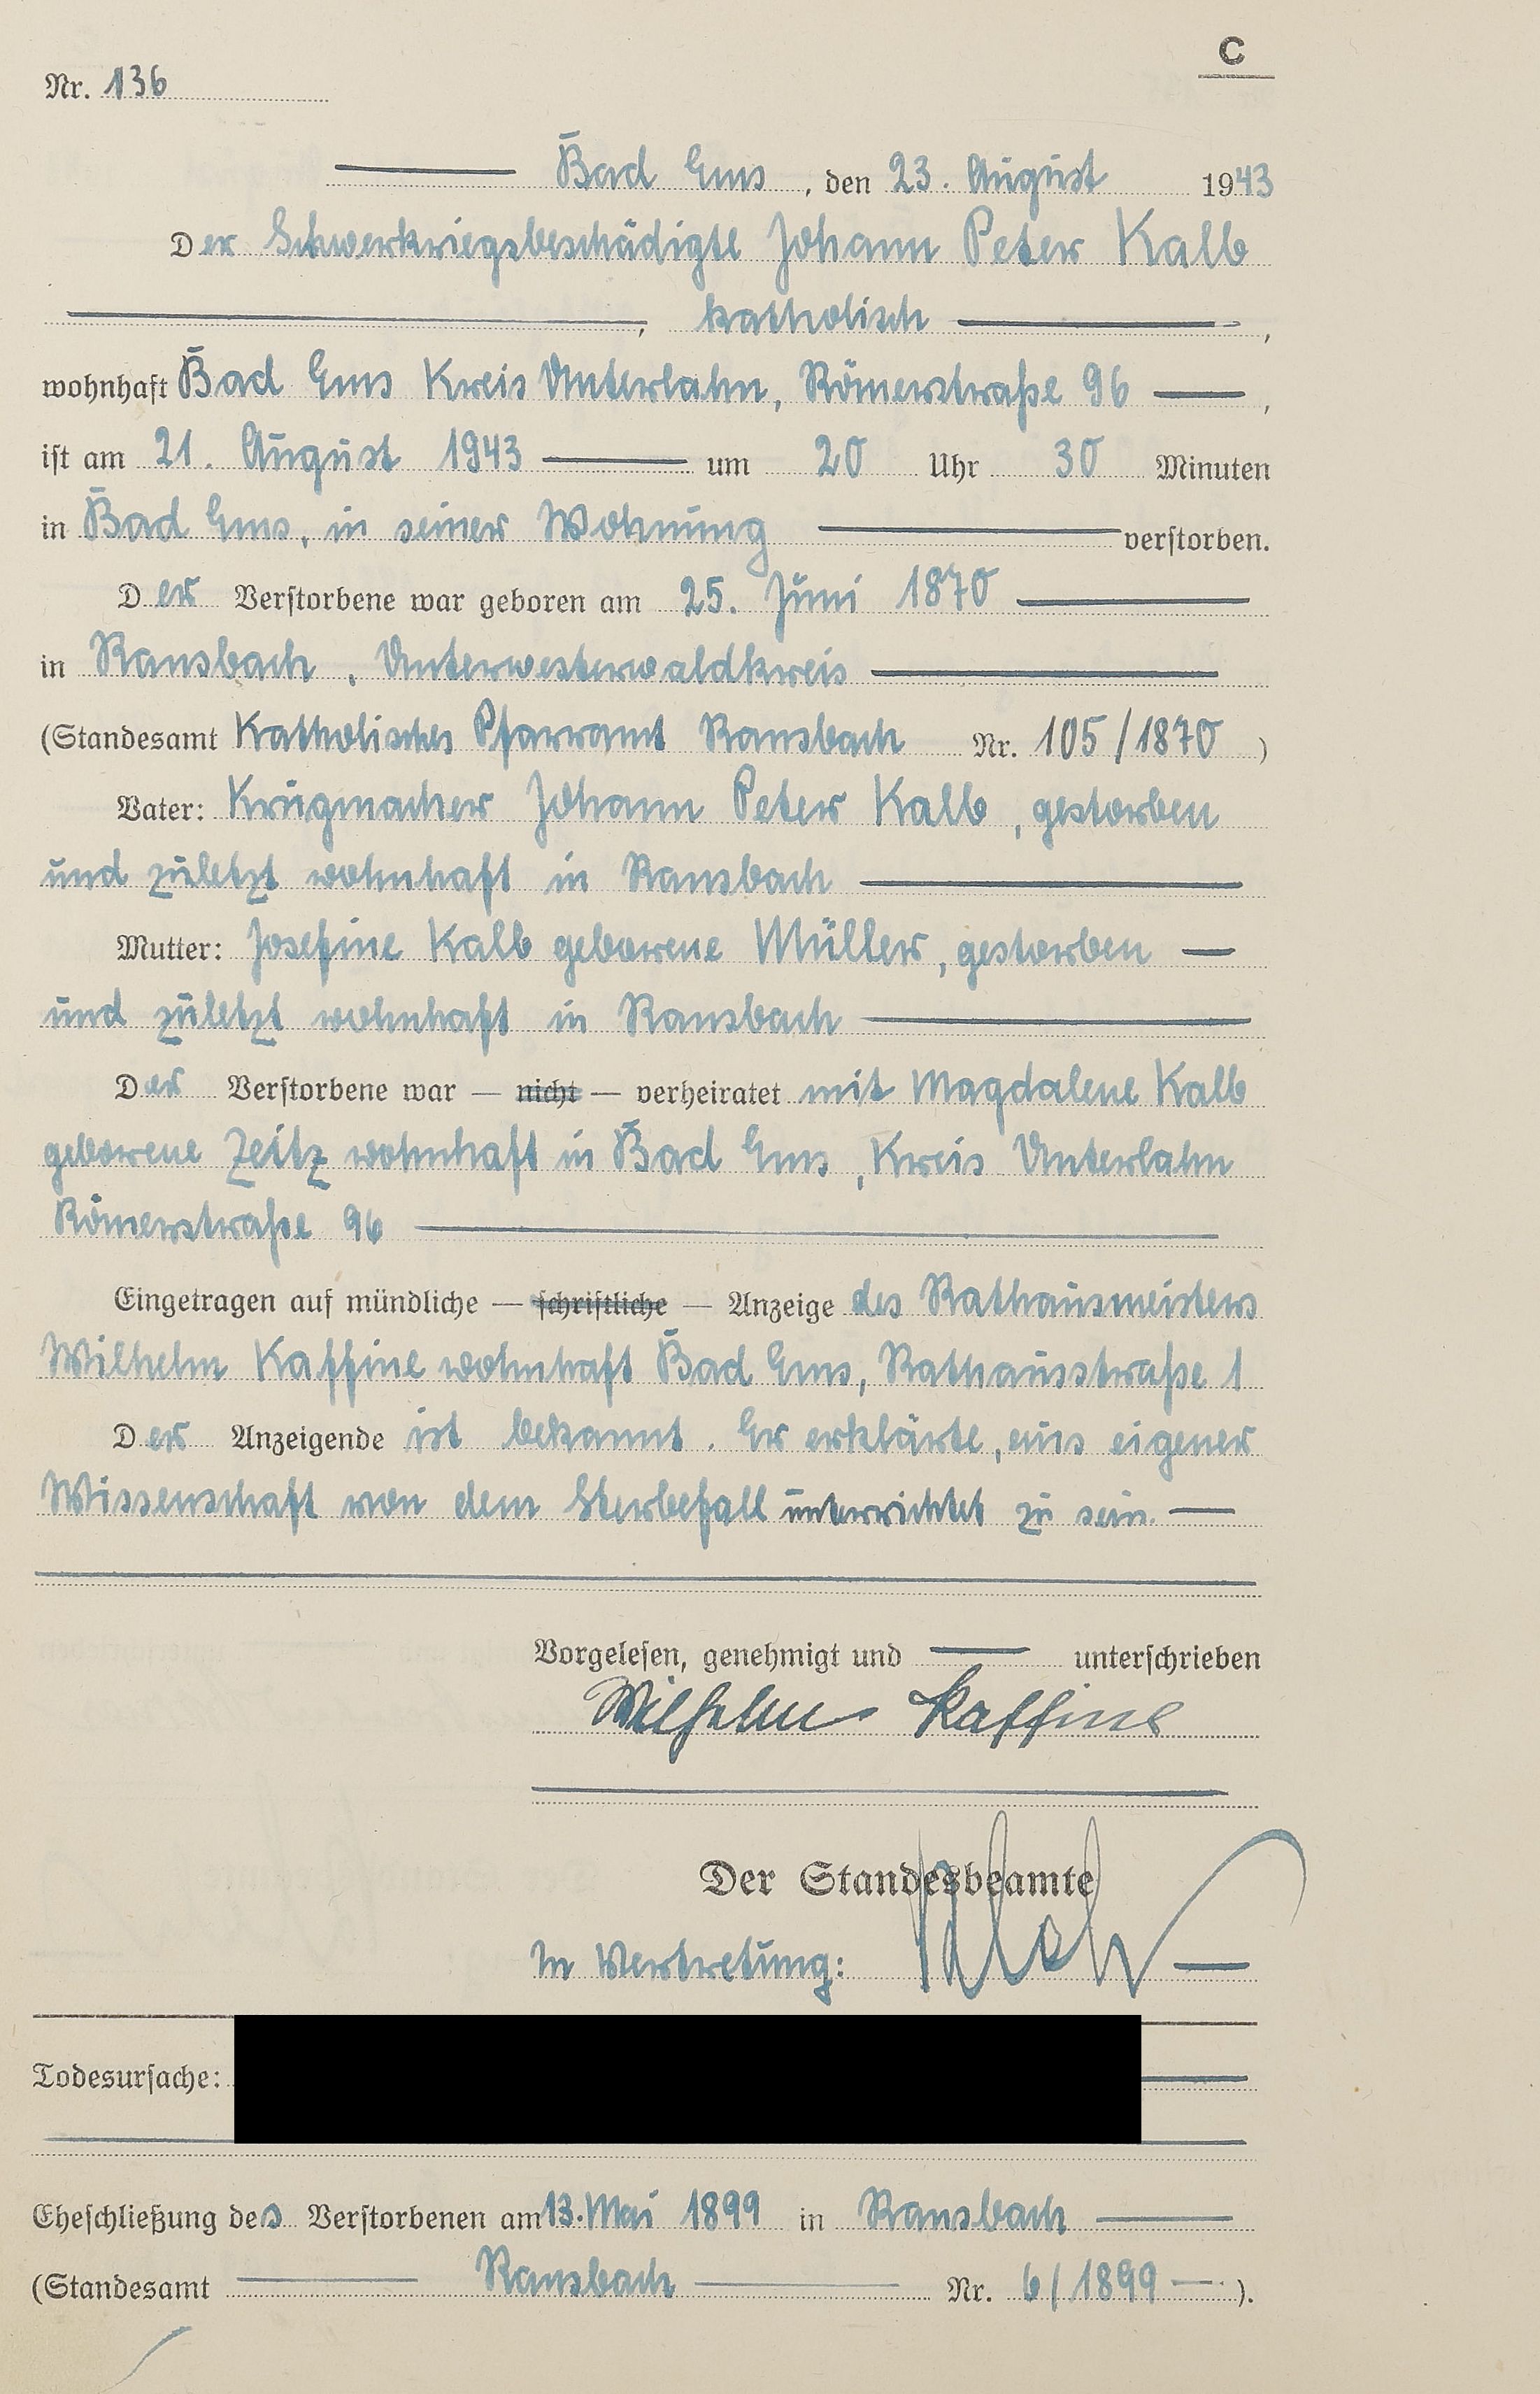 C
Nr. 136
Bad Ems, den 23. August 1943
Der Schwerkriegsbeschädigte Johann Peter Kalb
, katholisch ,
wohnhaft Bad Ems Kreis Unterlahn, Römerstraße 96 ,
ist am 21. August 1943 um 20 Uhr 30 Minuten
in Bad Ems, in seiner Wohnung verstorben.
Der Verstorbene war geboren am 25. Juni 1870
in Ransbach, Unterwesterwaldkreis
(Standesamt Katholisches Pfarramt Ransbach Nr. 105/1870 )
Vater: Krugmacher Johann Peter Kalb, gestorben
und zuletzt wohnhaft in Ransbach
Mutter: Josefine Kalb geborene Müller, gestorben —
und zuletzt wohnhaft in Ransbach
Der Verstorbene war — nicht — verheiratet mit Magdalene Kalb
geborene Zeitz wohnhaft in Bad Ems, Kreis Unterlahn
Römerstraße 96
Eingetragen auf mündliche — schriftliche — Anzeige des Rathausmeisters
Wilhelm Kaffine wohnhaft Bad Ems, Rathausstraße 1
Der Anzeigende ist bekannt. Er erklärte, aus eigener
Wissenschaft von dem Sterbefall unterrichtet zu sein. —
Vorgelesen, genehmigt und — unterschrieben
Wilhelm Kaffine
Der Standesbeamte
In Vertretung:
Todesursache:
Eheschließung des Verstorbenen am 13. Mai 1899 in Ransbach
(Standesamt Ransbach Nr. 6/1899 ).